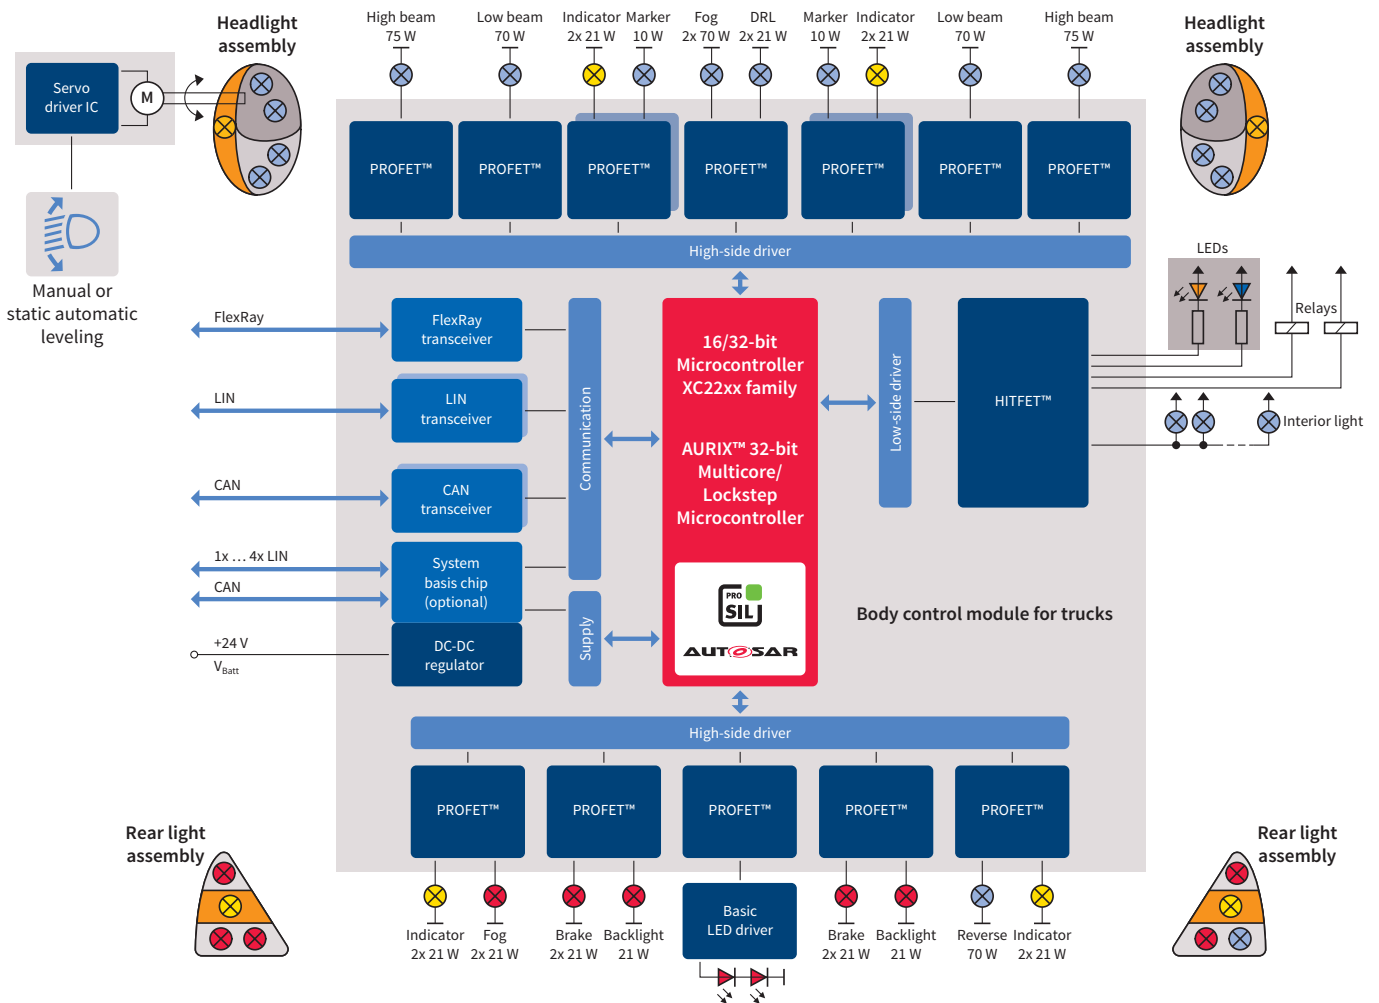 Headlight
assembly
High beam
75 W
Low beam
70 W
Indicator
2x 21 W
Marker
10 W
Fog
2x 70 W
DRL
2x 21 W
Marker
10 W
Indicator
2x 21 W
Low beam
70 W
High beam
75 W
Headlight
assembly
Servo
driver IC
M
PROFET™
PROFET™
PROFET™
PROFET™
PROFET™
PROFET™
PROFET™
High-side driver
Manual or
static automatic
leveling
LEDs
Relays
Interior light
FlexRay
FlexRay
transceiver
LIN
LIN
transceiver
CAN
CAN
transceiver
1x … 4x LIN
CAN
System
basis chip
(optional)
+24 V
VBatt
DC-DC
regulator
Communication
Supply
16/32-bit
Microcontroller
XC22xx family
AURIX™ 32-bit
Multicore/
Lockstep
Microcontroller
PRO
SIL
AUTOSAR
Low-side driver
HITFET™
Body control module for trucks
High-side driver
PROFET™
PROFET™
PROFET™
PROFET™
PROFET™
Rear light
assembly
Rear light
assembly
Indicator
2x 21 W
Fog
2x 21 W
Brake
2x 21 W
Backlight
21 W
Basic
LED driver
Brake
2x 21 W
Backlight
21 W
Reverse
70 W
Indicator
2x 21 W